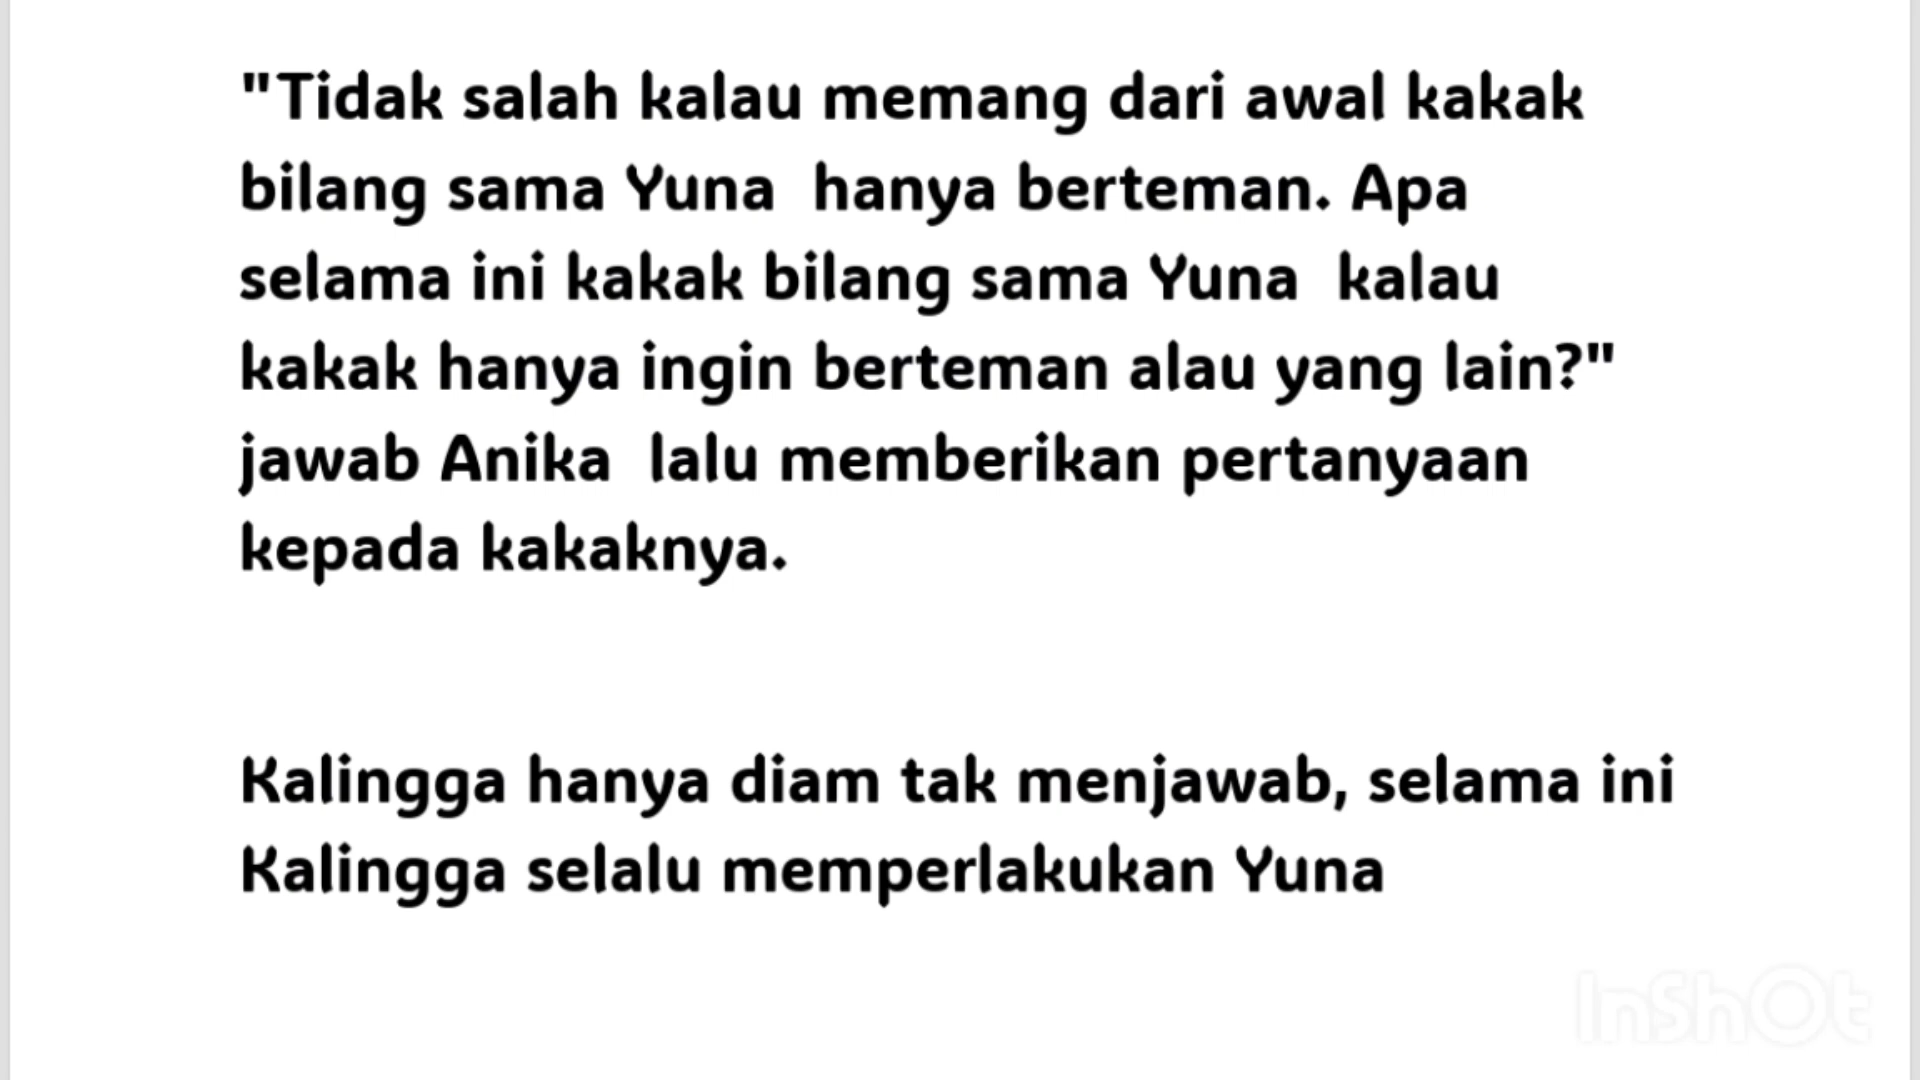 "Tidak salah kalau memang dari awal kakak
bilang sama Yuna  hanya berteman. Apa
selama ini kakak bilang sama Yuna  kalau
kakak hanya ingin berteman alau yang lain?"
jawab Anika  lalu memberikan pertanyaan
kepada kakaknya.
Kalingga hanya diam tak menjawab, selama ini
Kalingga selalu memperlakukan Yuna
InShOt